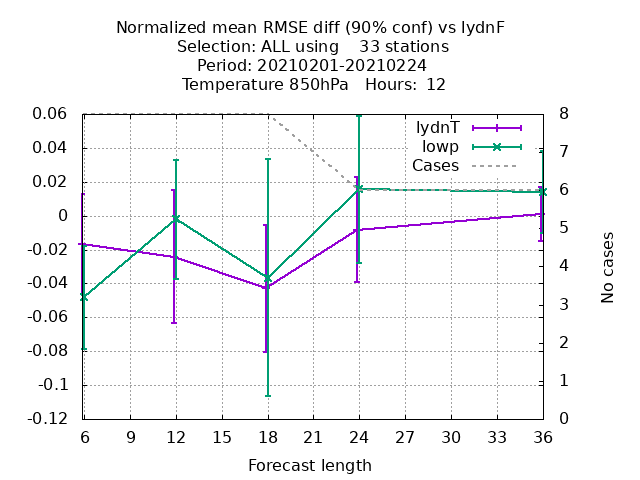 Normalized mean RMSE diff (90% conf) vs lydnF
Selection: ALL using    33 stations
Period: 20210201-20210224
Temperature 850hPa   Hours:  12
0.06
0.04
0.02
0
-0.02
-0.04
-0.06
-0.08
-0.1
-0.12
lydnT
lowp
Cases
8
7
6
5
4
3
2
1
0
No cases
6 9 12 15 18 21 24 27 30 33 36
Forecast length